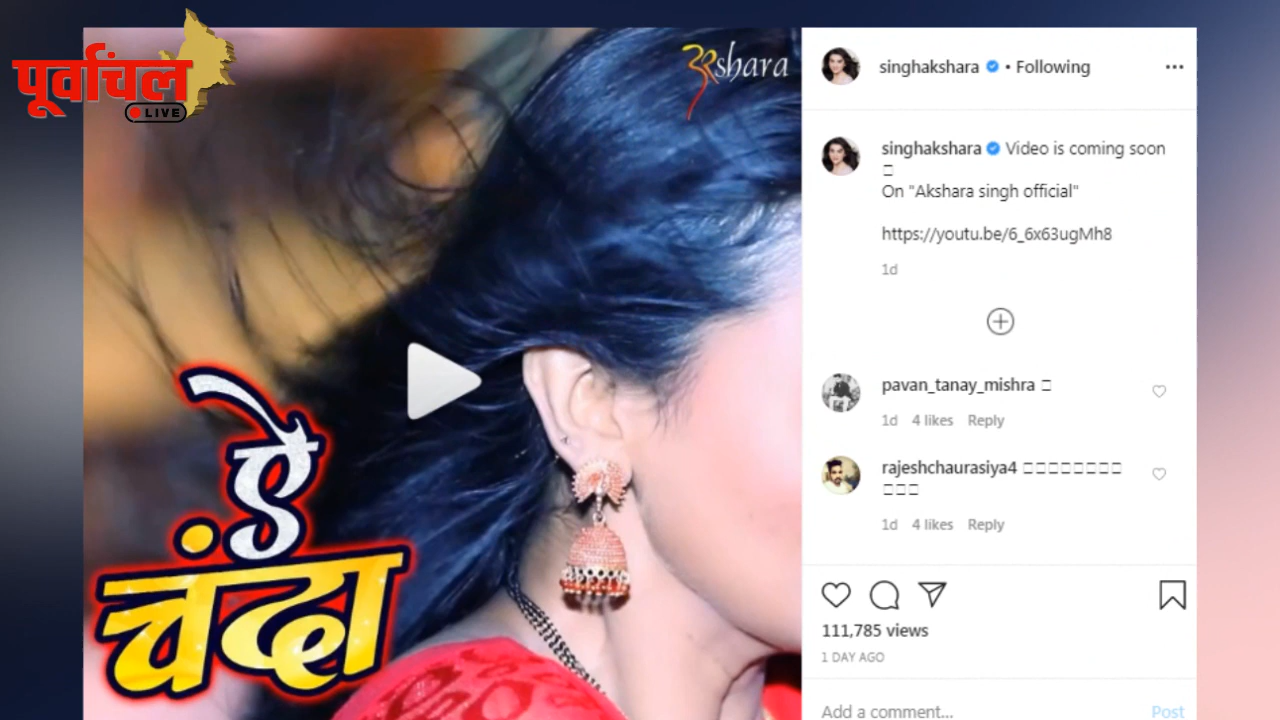 पूर्वांचल
LIVE
अक्shara
ऐ
चंदा
singhakshara • Following
singhakshara Video is coming soon
On "Akshara singh official"
https://youtu.be/6_6x63ugMh8
1d
pavan_tanay_mishra
1d 4 likes Reply
rajeshchaurasiya4
1d 4 likes Reply
111,785 views
1 DAY AGO
Add a comment... Post